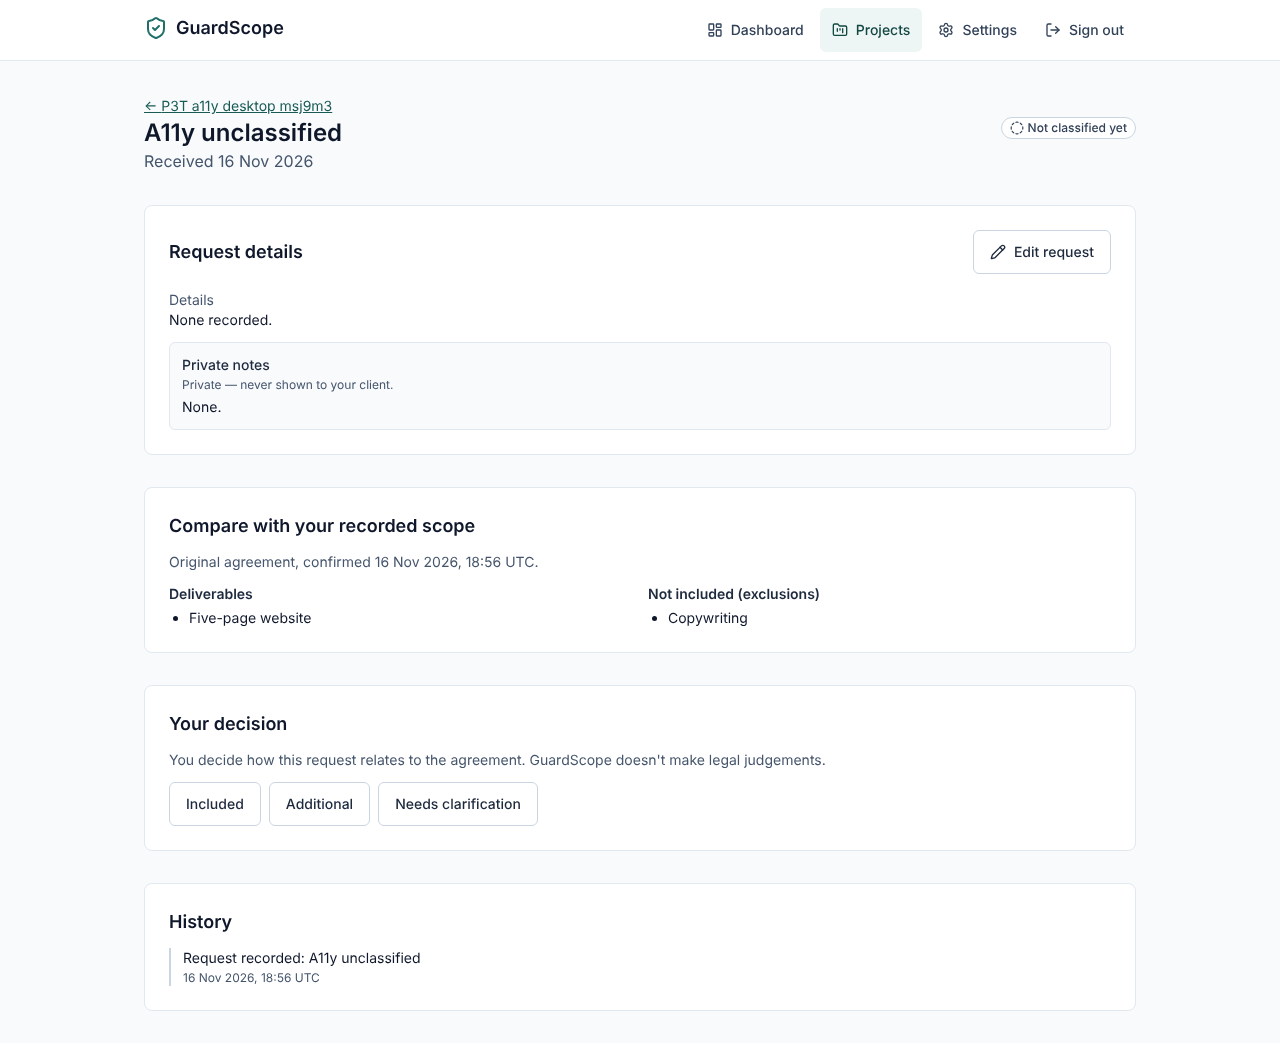 GuardScope
Dashboard
Projects
Settings
Sign out
← P3T a11y desktop msj9m3
A11y unclassified
Not classified yet
Received 16 Nov 2026
Request details
Edit request
Details
None recorded.
Private notes
Private — never shown to your client.
None.
Compare with your recorded scope
Original agreement, confirmed 16 Nov 2026, 18:56 UTC.
Deliverables
• Five-page website
Not included (exclusions)
• Copywriting
Your decision
You decide how this request relates to the agreement. GuardScope doesn't make legal judgements.
Included
Additional
Needs clarification
History
Request recorded: A11y unclassified
16 Nov 2026, 18:56 UTC